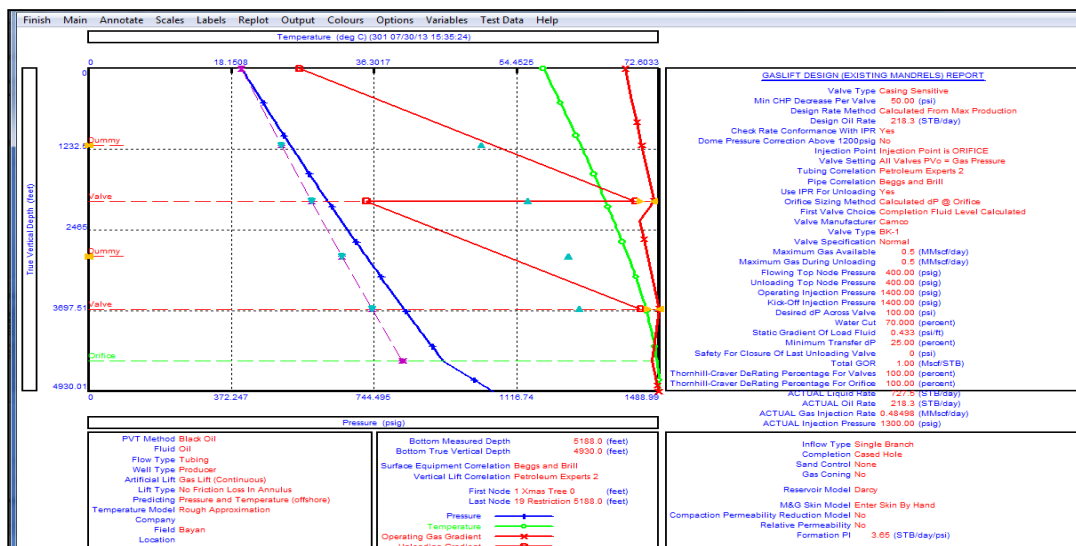 Finish Main Annotate Scales Labels Replot Output Colours Options Variables Test Data Help
Temperature (deg C) (301 07/30/13 15:35:24)
0 18.1508 36.3017 54.4525 72.6033
0
Dummy
1232.5
Valve
2465
Dummy
3697.51
Valve
Orifice
4930.01
True Vertical Depth (feet)
0 372.247 744.495 1116.74 1488.99
Pressure (psig)
GASLIFT DESIGN (EXISTING MANDRELS) REPORT
Valve Type Casing Sensitive
Min CHP Decrease Per Valve 50.00 (psi)
Design Rate Method Calculated From Max Production
Design Oil Rate 218.3 (STB/day)
Check Rate Conformance With IPR Yes
Dome Pressure Correction Above 1200psig No
Injection Point Injection Point is ORIFICE
Valve Setting All Valves PVo = Gas Pressure
Tubing Correlation Petroleum Experts 2
Pipe Correlation Beggs and Brill
Use IPR For Unloading Yes
Orifice Sizing Method Calculated dP @ Orifice
First Valve Choice Completion Fluid Level Calculated
Valve Manufacturer Camco
Valve Type BK-1
Valve Specification Normal
Maximum Gas Available 0.5 (MMscf/day)
Maximum Gas During Unloading 0.5 (MMscf/day)
Flowing Top Node Pressure 400.00 (psig)
Unloading Top Node Pressure 400.00 (psig)
Operating Injection Pressure 1400.00 (psig)
Kick-Off Injection Pressure 1400.00 (psig)
Desired dP Across Valve 100.00 (psi)
Water Cut 70.000 (percent)
Static Gradient Of Load Fluid 0.433 (psi/ft)
Minimum Transfer dP 25.00 (percent)
Safety For Closure Of Last Unloading Valve 0 (psi)
Total GOR 1.00 (Mscf/STB)
Thornhill-Craver DeRating Percentage For Valves 100.00 (percent)
Thornhill-Craver DeRating Percentage For Orifice 100.00 (percent)
ACTUAL Liquid Rate 727.5 (STB/day)
ACTUAL Oil Rate 218.3 (STB/day)
ACTUAL Gas Injection Rate 0.48498 (MMscf/day)
ACTUAL Injection Pressure 1300.00 (psig)
PVT Method Black Oil
Fluid Oil
Flow Type Tubing
Well Type Producer
Artificial Lift Gas Lift (Continuous)
Lift Type No Friction Loss In Annulus
Predicting Pressure and Temperature (offshore)
Temperature Model Rough Approximation
Company
Field Bayan
Location
Bottom Measured Depth 5188.0 (feet)
Bottom True Vertical Depth 4930.0 (feet)
Surface Equipment Correlation Beggs and Brill
Vertical Lift Correlation Petroleum Experts 2
First Node 1 Xmas Tree 0 (feet)
Last Node 19 Restriction 5188.0 (feet)
Pressure
Temperature
Operating Gas Gradient
Unloading Gradient
Inflow Type Single Branch
Completion Cased Hole
Sand Control None
Gas Coning No
Reservoir Model Darcy
M&G Skin Model Enter Skin By Hand
Compaction Permeability Reduction Model No
Relative Permeability No
Formation PI 3.65 (STB/day/psi)